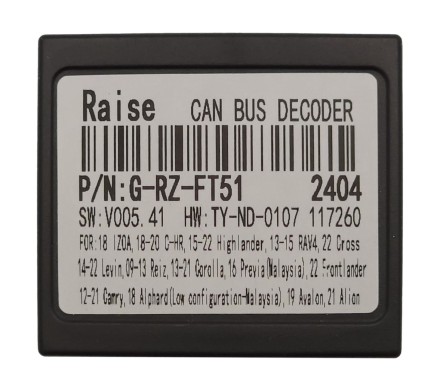 Raise CAN BUS DECODER
P/N:G-RZ-FT51 2404
SW:V005.41 HW:TY-ND-0107 117260
FOR:18 IZOA,18-20 C-HR,15-22 Highlander,13-15 RAV4,22 Cross
14-22 Levin,09-13 Reiz,13-21 Corolla,16 Previa(Malaysia),22 Frontlander
12-21 Camry,18 Alphard(Low configuration-Malaysia),19 Avalon,21 Alion